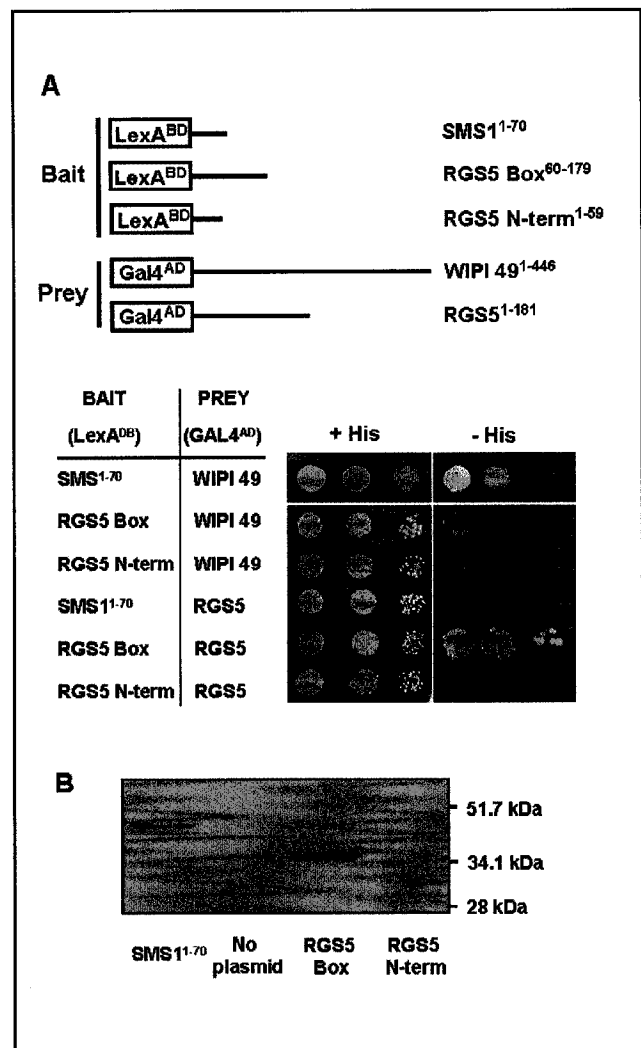 A
Bait
LexA^BD SMS1^1-70
LexA^BD RGS5 Box^60-179
LexA^BD RGS5 N-term^1-59
Prey
Gal4^AD WIPI 49^1-446
Gal4^AD RGS5^1-181
BAIT PREY
(LexA^DB) (GAL4^AD) + His - His
SMS^1-70 WIPI 49
RGS5 Box WIPI 49
RGS5 N-term WIPI 49
SMS1^1-70 RGS5
RGS5 Box RGS5
RGS5 N-term RGS5
B
51.7 kDa
34.1 kDa
28 kDa
SMS1^1-70 No plasmid RGS5 Box RGS5 N-term